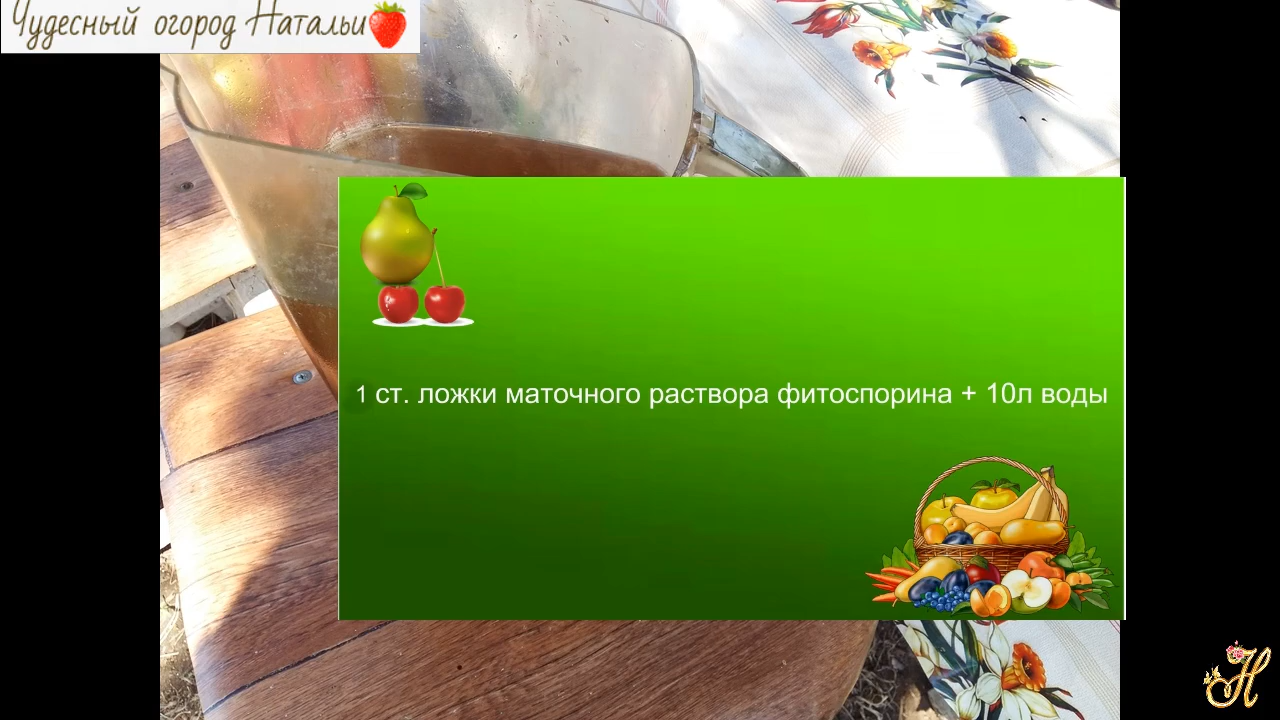 Чудесный огород Натальи
1 ст. ложки маточного раствора фитоспорина + 10л воды
Н